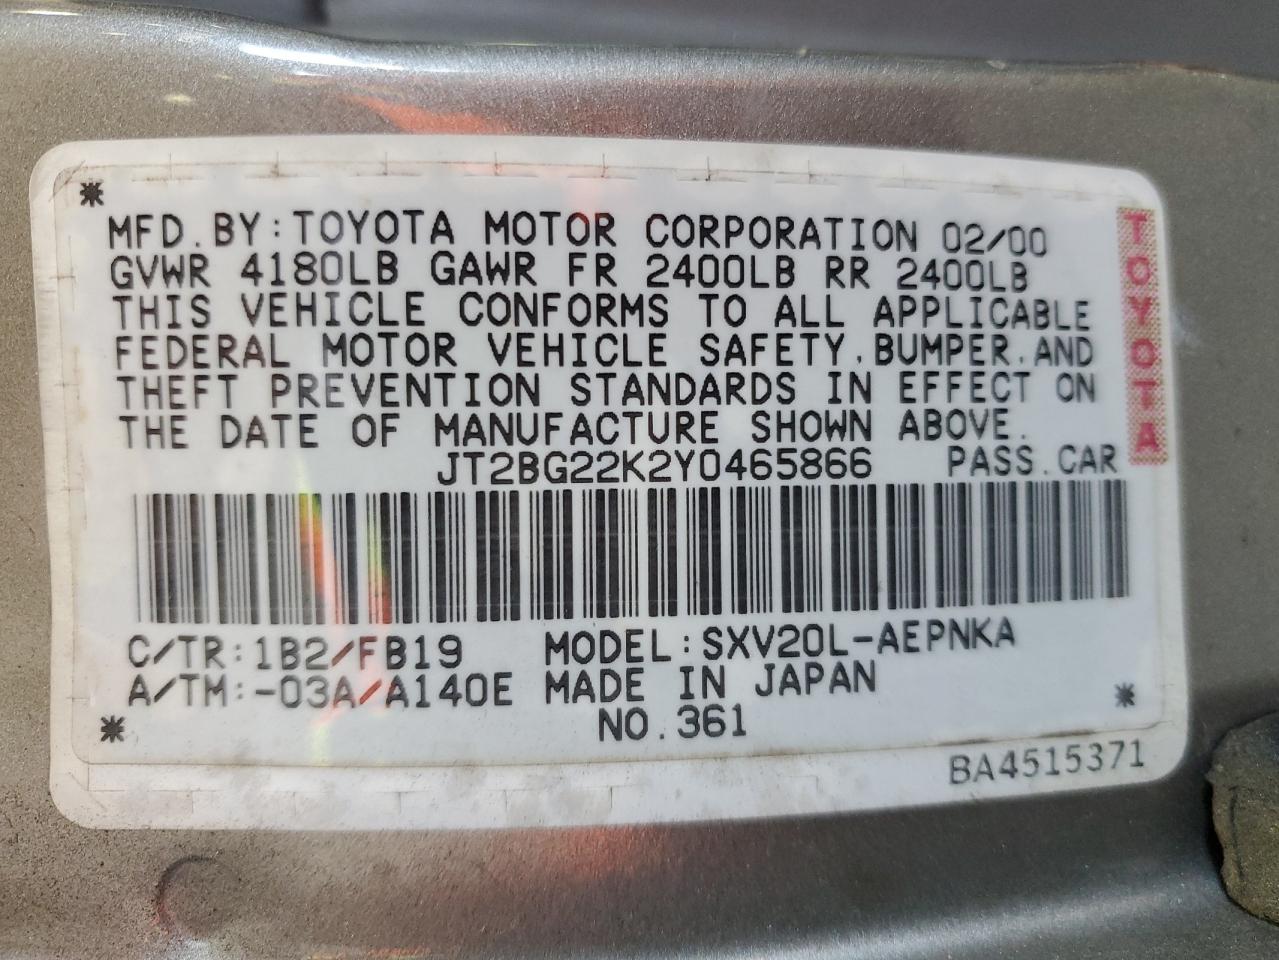 *
MFD. BY: TOYOTA MOTOR CORPORATION 02/00
GVWR 4180LB GAWR FR 2400LB RR 2400LB
THIS VEHICLE CONFORMS TO ALL APPLICABLE
FEDERAL MOTOR VEHICLE SAFETY, BUMPER, AND
THEFT PREVENTION STANDARDS IN EFFECT ON
THE DATE OF MANUFACTURE SHOWN ABOVE.
JT2BG22K2Y0465866 PASS. CAR
TOYOTA
C/TR: 1B2/FB19 MODEL: SXV20L-AEPNKA
A/TM: -03A/A140E MADE IN JAPAN
* NO. 361 *
BA4515371